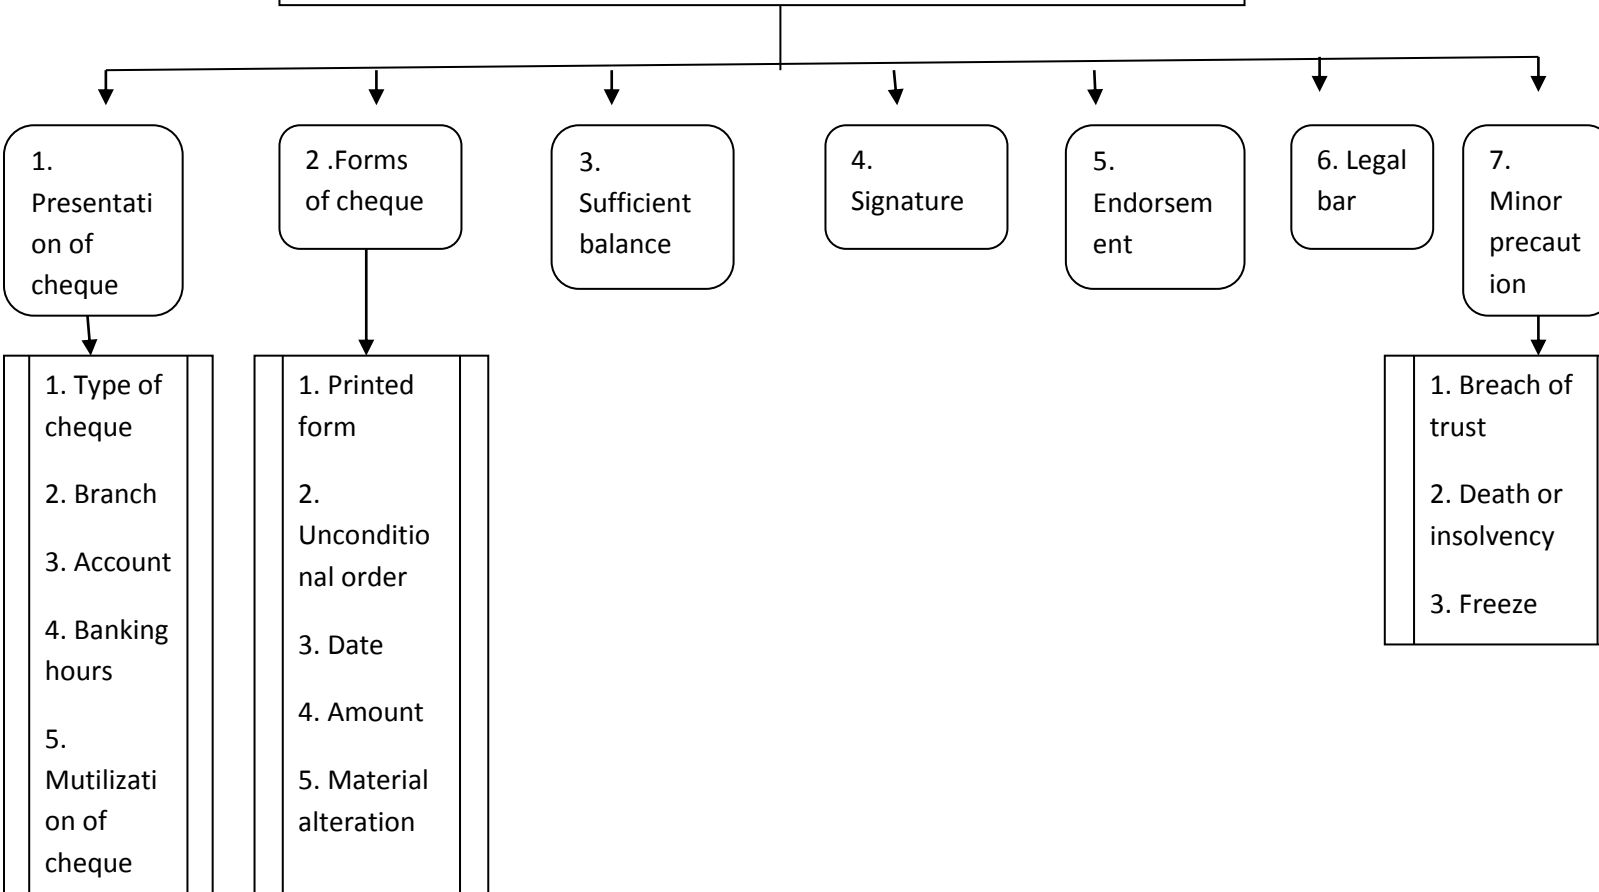 1.
Presentati
on of
cheque
2 .Forms
of cheque
3.
Sufficient
balance
4.
Signature
5.
Endorsem
ent
6. Legal
bar
7.
Minor
precaut
ion
1. Type of
cheque
2. Branch
3. Account
4. Banking
hours
5.
Mutilizati
on of
cheque
1. Printed
form
2.
Unconditio
nal order
3. Date
4. Amount
5. Material
alteration
1. Breach of
trust
2. Death or
insolvency
3. Freeze